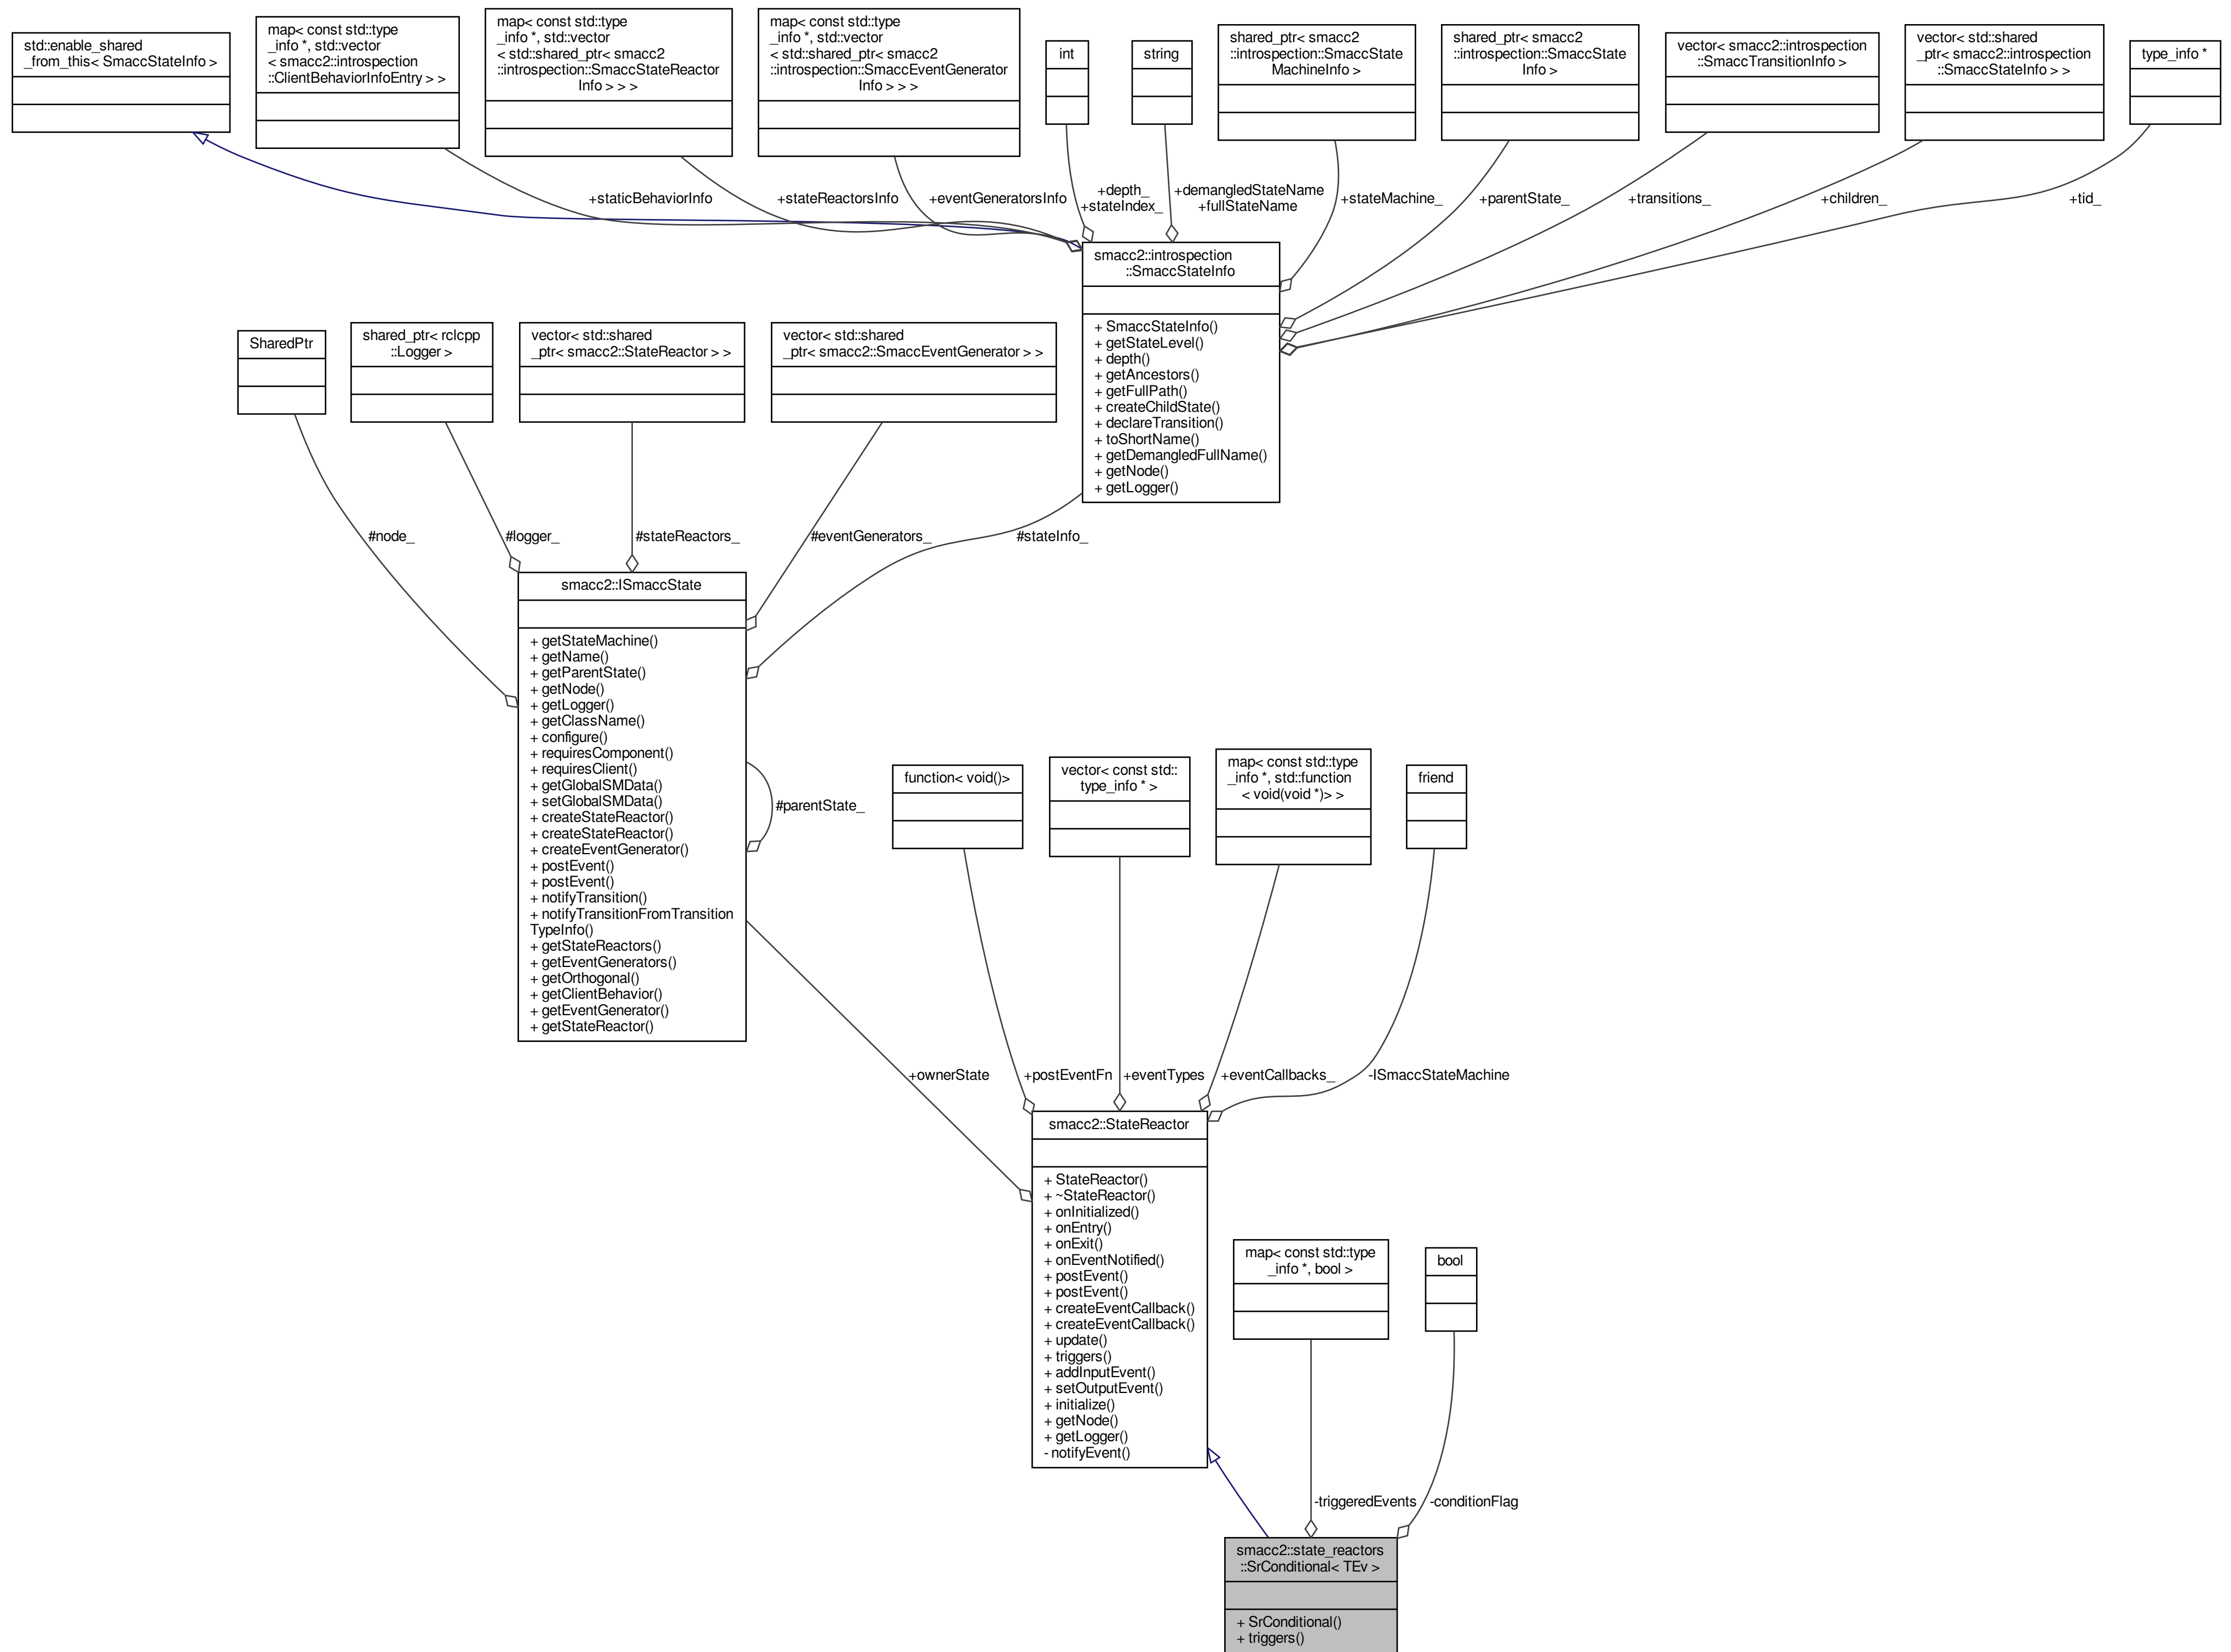 std::enable_shared
_from_this< SmaccStateInfo >
map< const std::type
_info *, std::vector
< smacc2::introspection
::ClientBehaviorInfoEntry > >
map< const std::type
_info *, std::vector
< std::shared_ptr< smacc2
::introspection::SmaccStateReactor
Info > > >
map< const std::type
_info *, std::vector
< std::shared_ptr< smacc2
::introspection::SmaccEventGenerator
Info > > >
int
string
shared_ptr< smacc2
::introspection::SmaccState
MachineInfo >
shared_ptr< smacc2
::introspection::SmaccState
Info >
vector< smacc2::introspection
::SmaccTransitionInfo >
vector< std::shared
_ptr< smacc2::introspection
::SmaccStateInfo > >
type_info *
+staticBehaviorInfo
+stateReactorsInfo
+eventGeneratorsInfo
+depth_
+stateIndex_
+demangledStateName
+fullStateName
+stateMachine_
+parentState_
+transitions_
+children_
+tid_
smacc2::introspection
::SmaccStateInfo
+ SmaccStateInfo()
+ getStateLevel()
+ depth()
+ getAncestors()
+ getFullPath()
+ createChildState()
+ declareTransition()
+ toShortName()
+ getDemangledFullName()
+ getNode()
+ getLogger()
SharedPtr
shared_ptr< rclcpp
::Logger >
vector< std::shared
_ptr< smacc2::StateReactor > >
vector< std::shared
_ptr< smacc2::SmaccEventGenerator > >
#node_
#logger_
#stateReactors_
#eventGenerators_
#stateInfo_
smacc2::ISmaccState
+ getStateMachine()
+ getName()
+ getParentState()
+ getNode()
+ getLogger()
+ getClassName()
+ configure()
+ requiresComponent()
+ requiresClient()
+ getGlobalSMData()
+ setGlobalSMData()
+ createStateReactor()
+ createStateReactor()
+ createEventGenerator()
+ postEvent()
+ postEvent()
+ notifyTransition()
+ notifyTransitionFromTransition
TypeInfo()
+ getStateReactors()
+ getEventGenerators()
+ getOrthogonal()
+ getClientBehavior()
+ getEventGenerator()
+ getStateReactor()
#parentState_
function< void()>
vector< const std::
type_info * >
map< const std::type
_info *, std::function
< void(void *)> >
friend
+ownerState
+postEventFn
+eventTypes
+eventCallbacks_
-ISmaccStateMachine
smacc2::StateReactor
+ StateReactor()
+ ~StateReactor()
+ onInitialized()
+ onEntry()
+ onExit()
+ onEventNotified()
+ postEvent()
+ postEvent()
+ createEventCallback()
+ createEventCallback()
+ update()
+ triggers()
+ addInputEvent()
+ setOutputEvent()
+ initialize()
+ getNode()
+ getLogger()
- notifyEvent()
map< const std::type
_info *, bool >
bool
-triggeredEvents
-conditionFlag
smacc2::state_reactors
::SrConditional< TEv >
+ SrConditional()
+ triggers()